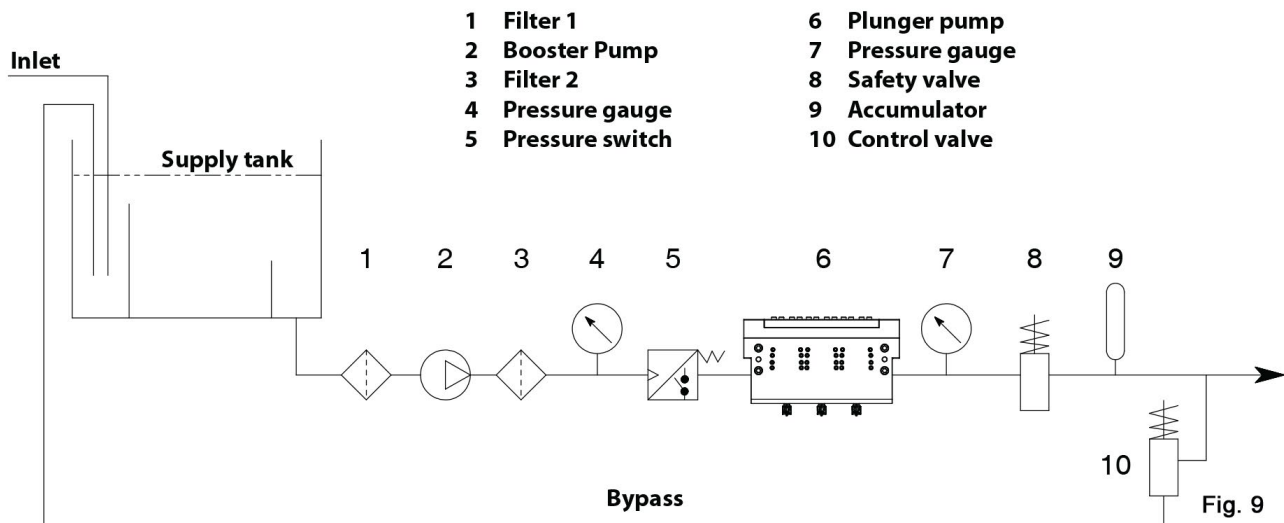 1 Filter 1
2 Booster Pump
3 Filter 2
4 Pressure gauge
5 Pressure switch
6 Plunger pump
7 Pressure gauge
8 Safety valve
9 Accumulator
10 Control valve
Inlet
Supply tank
1 2 3 4 5 6 7 8 9
10
Bypass
Fig. 9